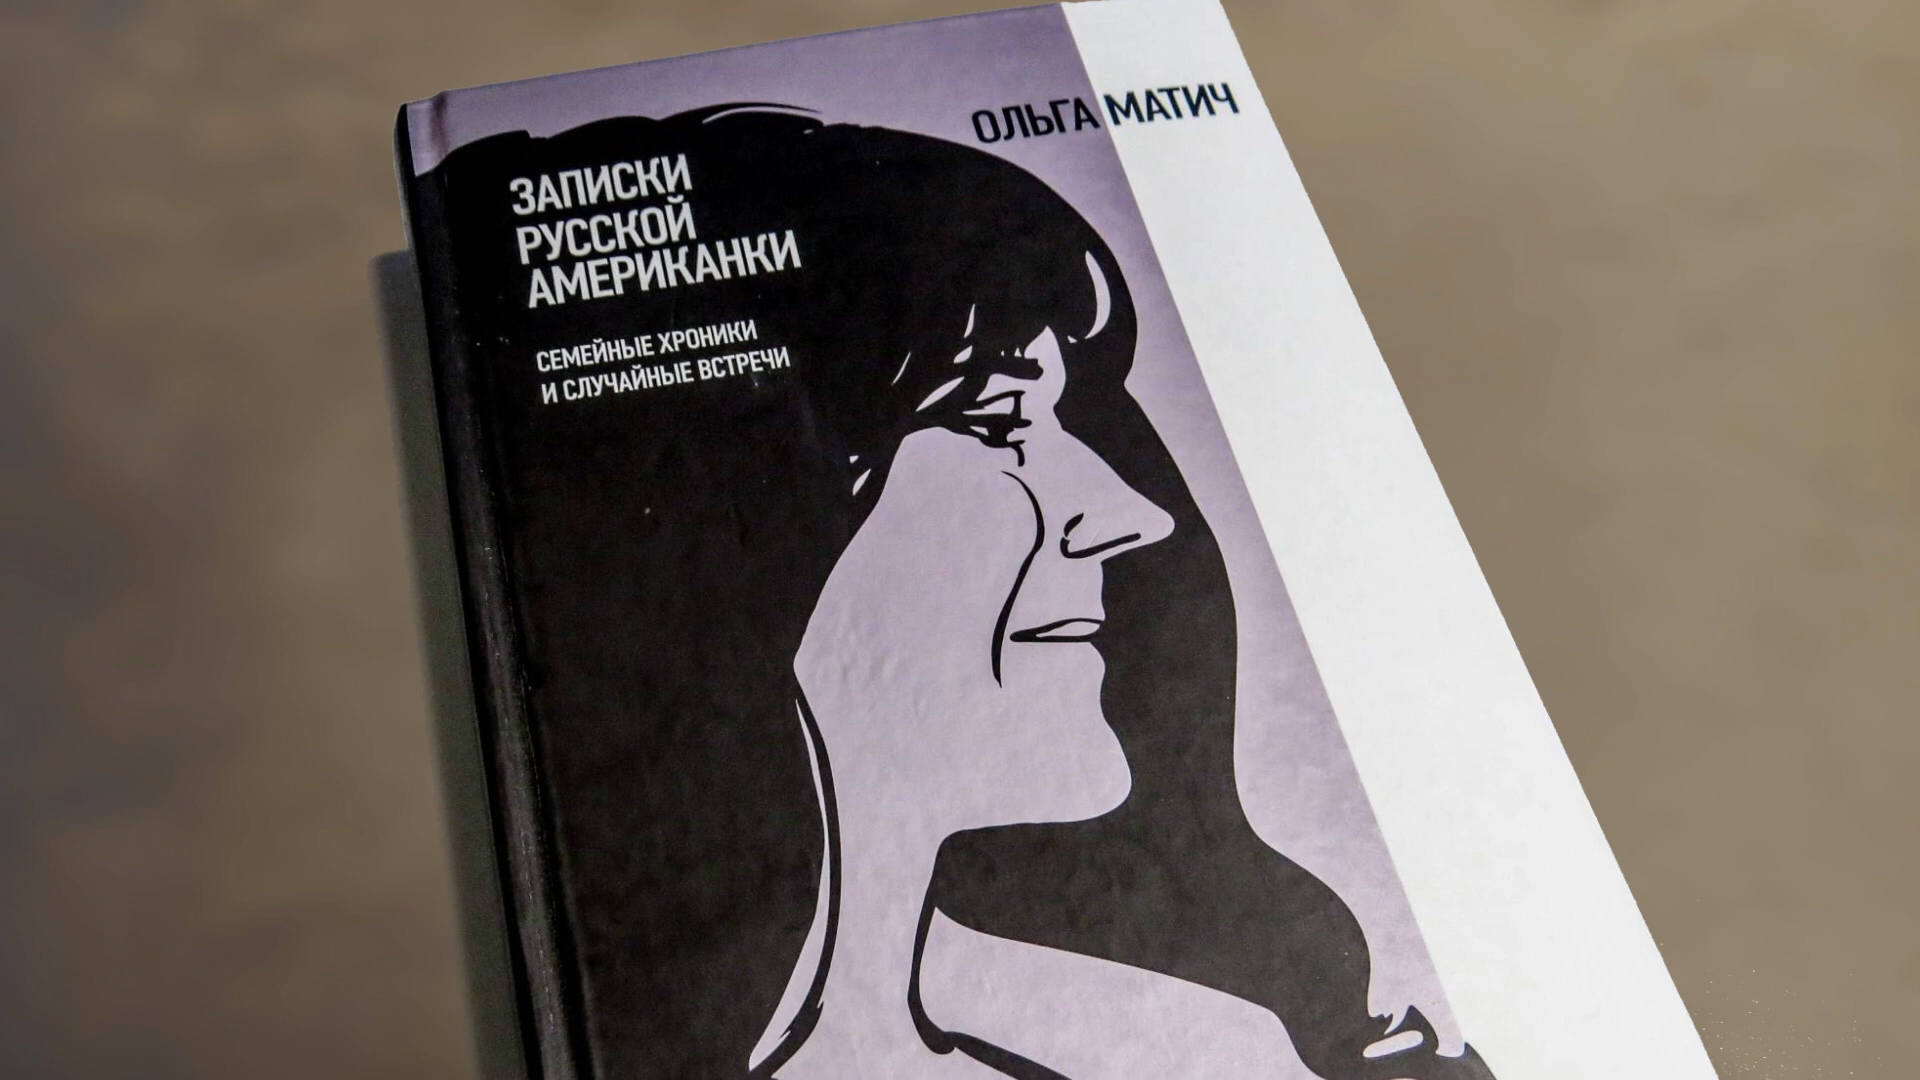 ОЛЬГА МАТИЧ
ЗАПИСКИ
РУССКОЙ
АМЕРИКАНКИ
СЕМЕЙНЫЕ ХРОНИКИ
И СЛУЧАЙНЫЕ ВСТРЕЧИ